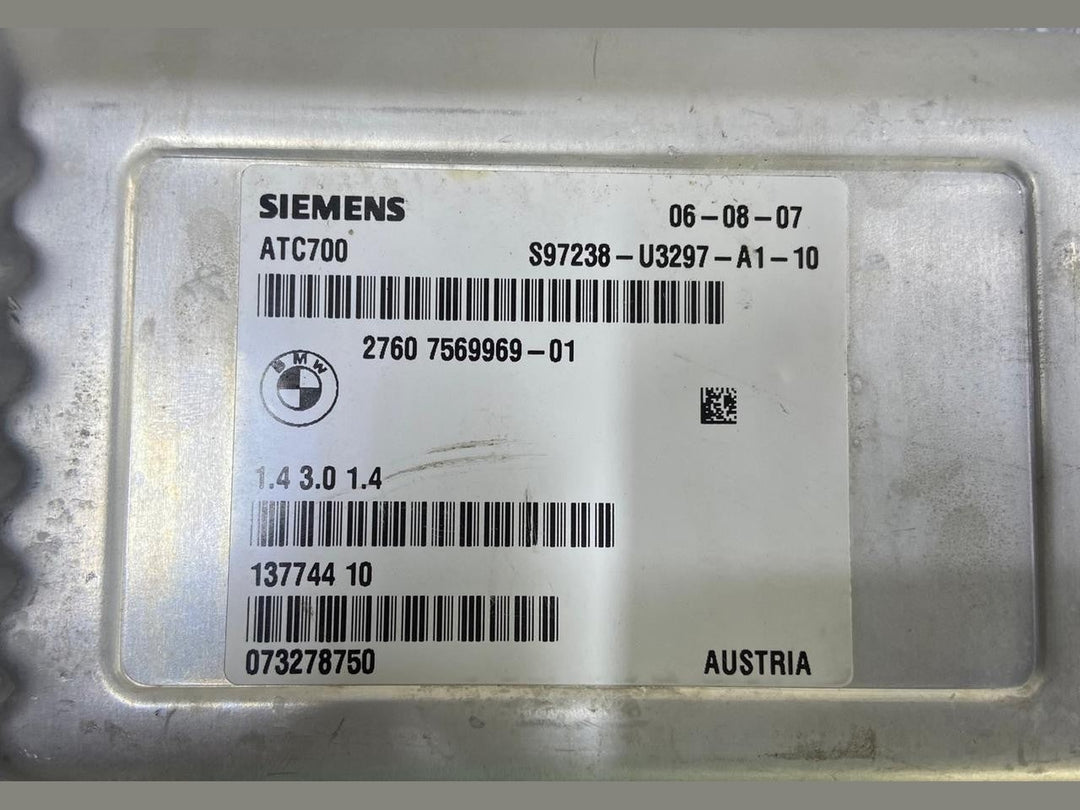 SIEMENS 06-08-07
ATC700 S97238-U3297-A1-10
2760 7569969-01
BMW
1.4 3.0 1.4
137744 10
073278750 AUSTRIA